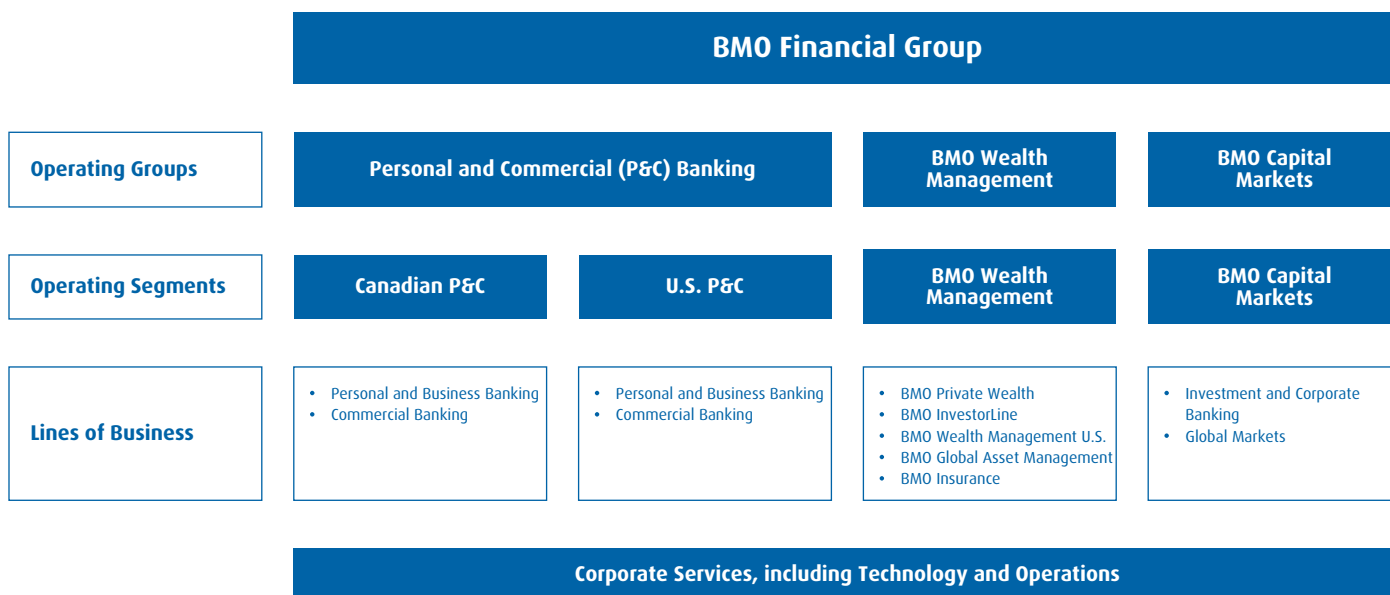 BMO Financial Group
Operating Groups
Personal and Commercial (P&C) Banking
BMO Wealth
Management
BMO Capital
Markets
Operating Segments
Canadian P&C
U.S. P&C
BMO Wealth
Management
BMO Capital
Markets
Lines of Business
• Personal and Business Banking
• Commercial Banking
• Personal and Business Banking
• Commercial Banking
• BMO Private Wealth
• BMO InvestorLine
• BMO Wealth Management U.S.
• BMO Global Asset Management
• BMO Insurance
• Investment and Corporate
Banking
• Global Markets
Corporate Services, including Technology and Operations